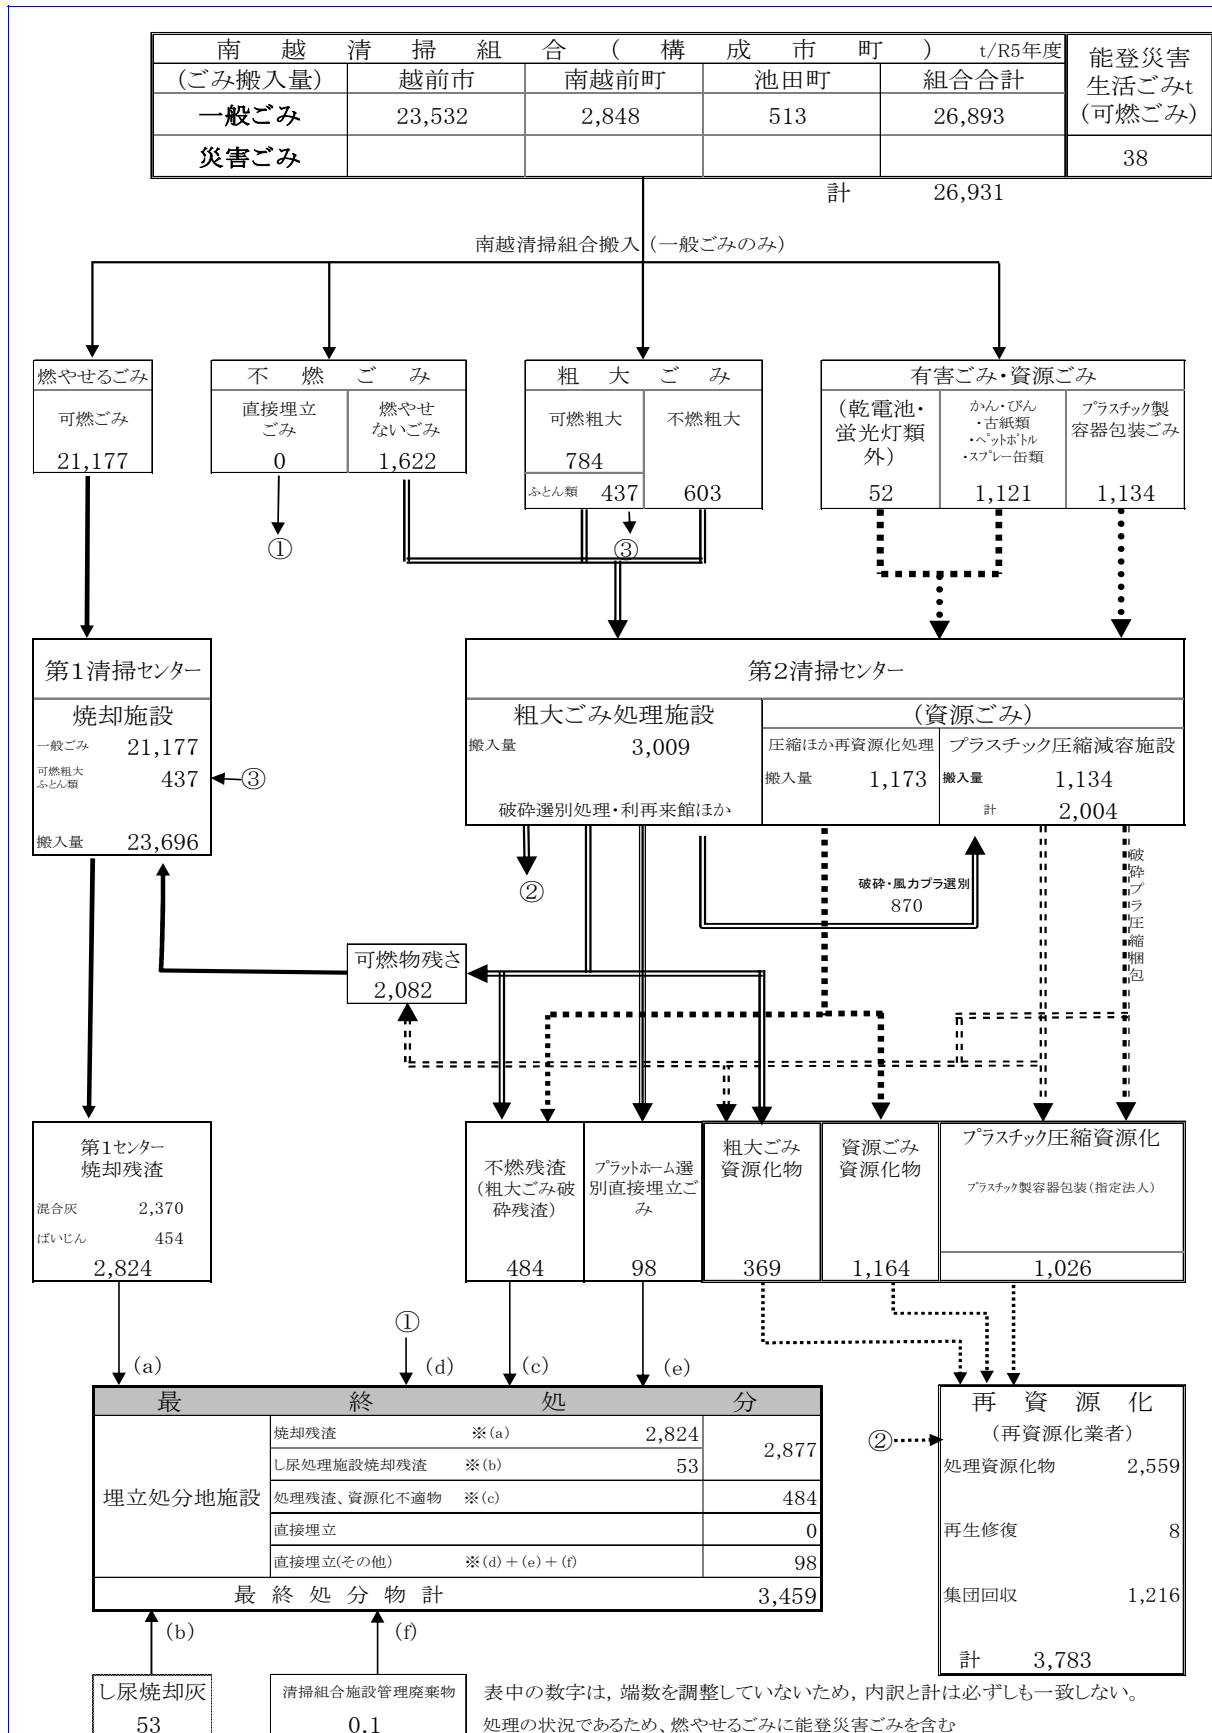 南越清掃組合(構成市町) t/R5年度
能登災害
生活ごみt
(可燃ごみ)
(ごみ搬入量) 越前市 南越前町 池田町 組合合計
一般ごみ 23,532 2,848 513 26,893
災害ごみ 38
計 26,931
南越清掃組合搬入(一般ごみのみ)
燃やせるごみ 不燃ごみ 粗大ごみ 有害ごみ・資源ごみ
可燃ごみ
21,177
直接埋立
ごみ
0
①
燃やせ
ないごみ
1,622
可燃粗大
784
ふとん類 437
③
不燃粗大
603
(乾電池・
蛍光灯類
外)
52
かん・びん
・古紙類
・ペットボトル
・スプレー缶類
1,121
プラスチック製
容器包装ごみ
1,134
第1清掃センター
焼却施設
一般ごみ 21,177
可燃粗大
ふとん類 437
③
搬入量 23,696
第2清掃センター
粗大ごみ処理施設
搬入量 3,009
破砕選別処理・利再来館ほか
(資源ごみ)
圧縮ほか再資源化処理
搬入量 1,173
プラスチック圧縮減容施設
搬入量 1,134
計 2,004
②
破砕・風力プラ選別
870
破砕プラ圧縮梱包
可燃物残さ
2,082
第1センター
焼却残渣
混合灰 2,370
ばいじん 454
2,824
不燃残渣
(粗大ごみ破
砕残渣)
484
プラットホーム選
別直接埋立ご
み
98
粗大ごみ
資源化物
369
資源ごみ
資源化物
1,164
プラスチック圧縮資源化
プラスチック製容器包装(指定法人)
1,026
①
(a) (d) (c) (e)
最終処分
埋立処分地施設
焼却残渣 ※(a) 2,824
し尿処理施設焼却残渣 ※(b) 53
2,877
処理残渣、資源化不適物 ※(c) 484
直接埋立 0
直接埋立(その他) ※(d)+(e)+(f) 98
最終処分物計 3,459
再資源化
(再資源化業者)
②
処理資源化物 2,559
再生修復 8
集団回収 1,216
計 3,783
(b) (f)
し尿焼却灰
53
清掃組合施設管理廃棄物
0.1
表中の数字は，端数を調整していないため，内訳と計は必ずしも一致しない。
処理の状況であるため、燃やせるごみに能登災害ごみを含む